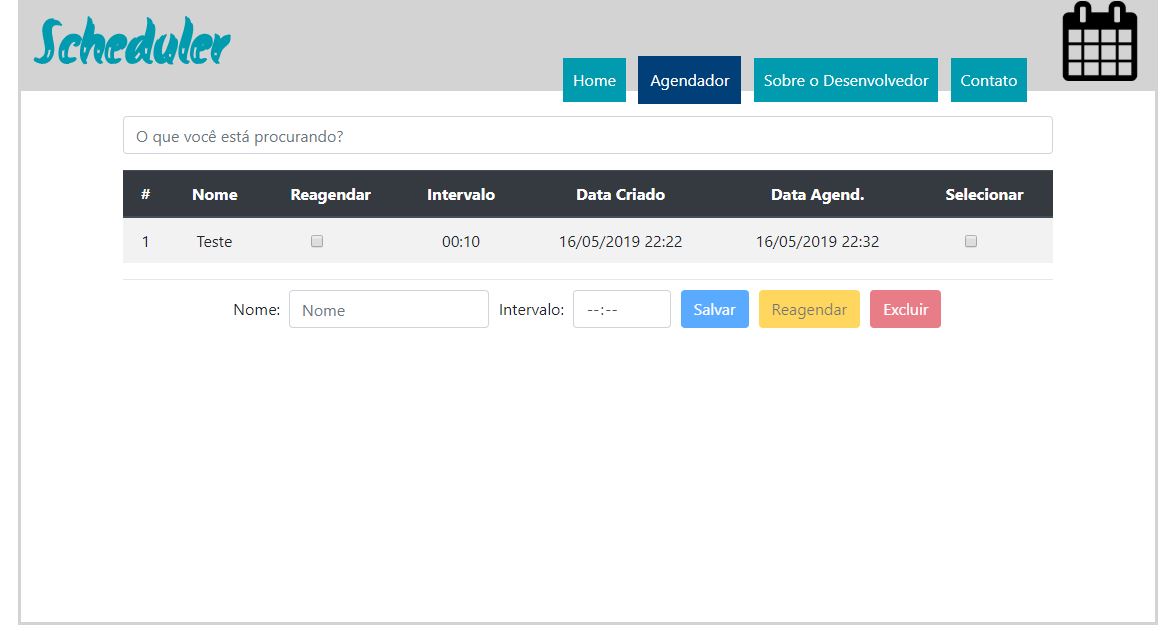 Scheduler
Home Agendador Sobre o Desenvolvedor Contato
O que você está procurando?
# Nome Reagendar Intervalo Data Criado Data Agend. Selecionar
1 Teste 00:10 16/05/2019 22:22 16/05/2019 22:32
Nome: Nome Intervalo: --:-- Salvar Reagendar Excluir